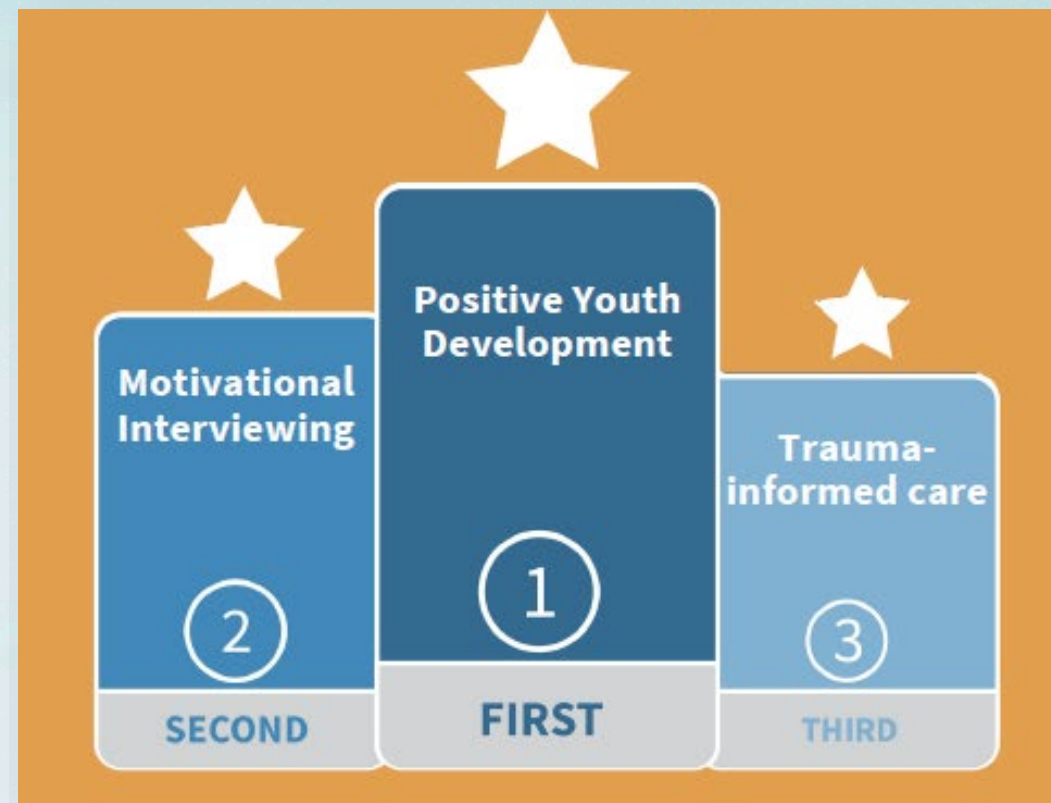 Positive Youth
Development
1
FIRST
Motivational
Interviewing
2
SECOND
Trauma-
informed care
3
THIRD